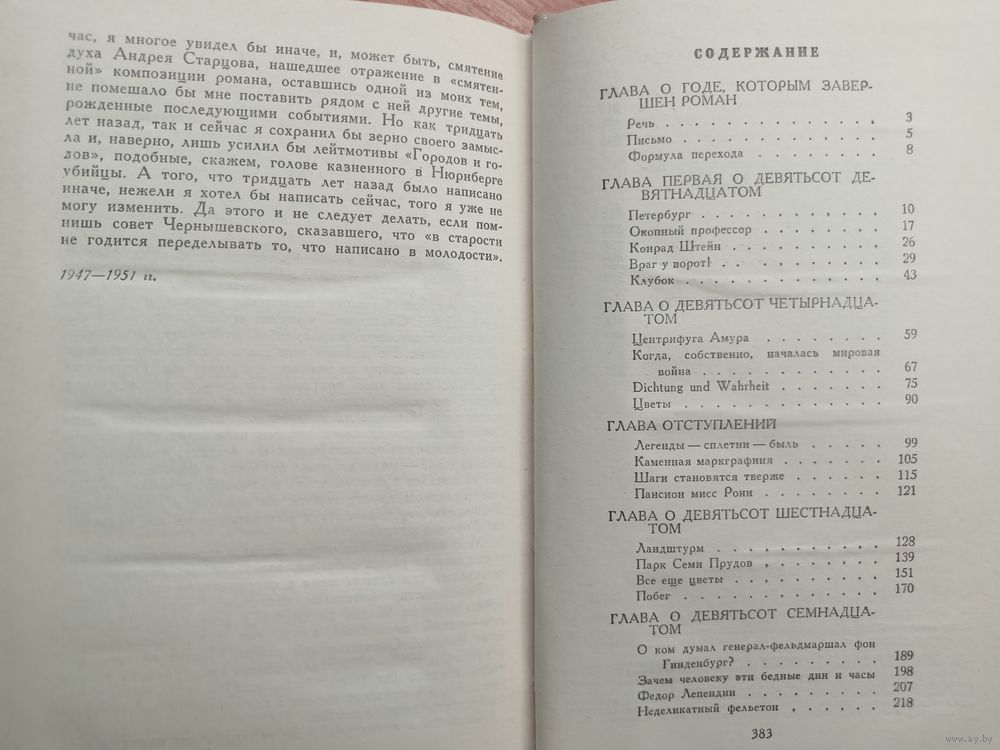 час, я многое увидел бы иначе, и, может быть, смятение
духа Андрея Старцова, нашедшее отражение в «смятен-
ной» композиции романа, оставшись одной из моих тем,
не помешало бы мне поставить рядом с ней другие темы,
рожденные последующими событиями. Но как тридцать
лет назад, так и сейчас я сохранил бы зерно своего замыс-
ла и, наверно, лишь усилил бы лейтмотивы «Городов и го-
дов», подобные, скажем, голове казненного в Нюрнберге
убийцы. А того, что тридцать лет назад было написано
иначе, нежели я хотел бы написать сейчас, того я уже не
могу изменить. Да этого и не следует делать, если пом-
нишь совет Чернышевского, сказавшего, что «в старости
не годится переделывать то, что написано в молодости».
1947—1951 гг.
СОДЕРЖАНИЕ
ГЛАВА О ГОДЕ, КОТОРЫМ ЗАВЕР-
ШЕН РОМАН
Речь . . . . . . . . . . . . . 3
Письмо . . . . . . . . . . . . 5
Формула перехода . . . . . . . . 8
ГЛАВА ПЕРВАЯ О ДЕВЯТЬСОТ ДЕ-
ВЯТНАДЦАТОМ
Петербург . . . . . . . . . . . 10
Окопный профессор . . . . . . . . 17
Конрад Штейн . . . . . . . . . . 26
Враг у ворот! . . . . . . . . . . 29
Клубок . . . . . . . . . . . . 43
ГЛАВА О ДЕВЯТЬСОТ ЧЕТЫРНАДЦА-
ТОМ
Центрифуга Амура . . . . . . . . 59
Когда, собственно, началась мировая
война . . . . . . . . . . . . 67
Dichtung und Wahrheit . . . . . . . 75
Цветы . . . . . . . . . . . . 90
ГЛАВА ОТСТУПЛЕНИЙ
Легенды — сплетни — быль . . . . . 99
Каменная маркграфиня . . . . . . . 105
Шаги становятся тверже . . . . . . 115
Пансион мисс Рони . . . . . . . . 121
ГЛАВА О ДЕВЯТЬСОТ ШЕСТНАДЦА-
ТОМ
Ландштурм . . . . . . . . . . . 128
Парк Семи Прудов . . . . . . . . 139
Все еще цветы . . . . . . . . . . 151
Побег . . . . . . . . . . . . . 170
ГЛАВА О ДЕВЯТЬСОТ СЕМНАДЦА-
ТОМ
О ком думал генерал-фельдмаршал фон
Гинденбург? . . . . . . . . . 189
Зачем человеку эти бедные дни и часы 198
Федор Лепендин . . . . . . . . . 207
Неделикатный фельетон . . . . . . . 218
383
www.ay.by